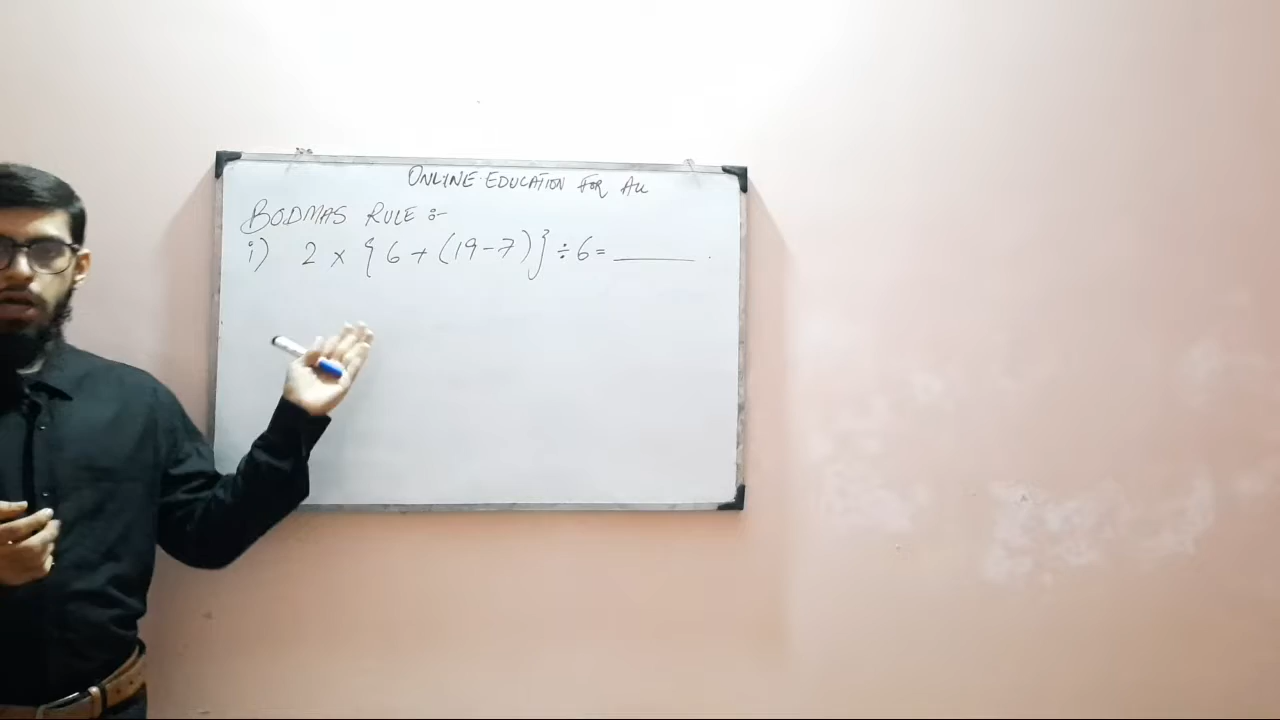 ONLINE EDUCATION FOR ALL
BODMAS RULE :-
i) 2 × {6 + (19-7)} ÷ 6 = ______ .